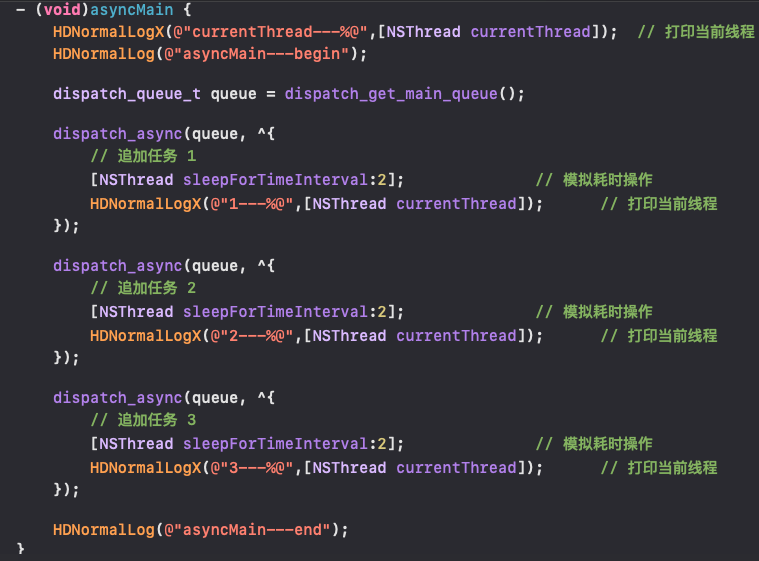 - (void)asyncMain {
    HDNormalLogX(@"currentThread---%@",[NSThread currentThread]);  // 打印当前线程
    HDNormalLog(@"asyncMain---begin");
    dispatch_queue_t queue = dispatch_get_main_queue();
    dispatch_async(queue, ^{
        // 追加任务 1
        [NSThread sleepForTimeInterval:2];              // 模拟耗时操作
        HDNormalLogX(@"1---%@",[NSThread currentThread]);      // 打印当前线程
    });
    dispatch_async(queue, ^{
        // 追加任务 2
        [NSThread sleepForTimeInterval:2];              // 模拟耗时操作
        HDNormalLogX(@"2---%@",[NSThread currentThread]);      // 打印当前线程
    });
    dispatch_async(queue, ^{
        // 追加任务 3
        [NSThread sleepForTimeInterval:2];              // 模拟耗时操作
        HDNormalLogX(@"3---%@",[NSThread currentThread]);      // 打印当前线程
    });
    HDNormalLog(@"asyncMain---end");
}